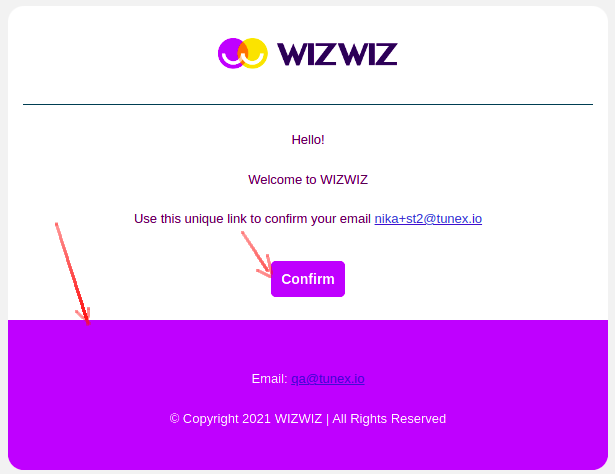 WIZWIZ
Hello!
Welcome to WIZWIZ
Use this unique link to confirm your email nika+st2@tunex.io
Confirm
Email: qa@tunex.io
© Copyright 2021 WIZWIZ | All Rights Reserved